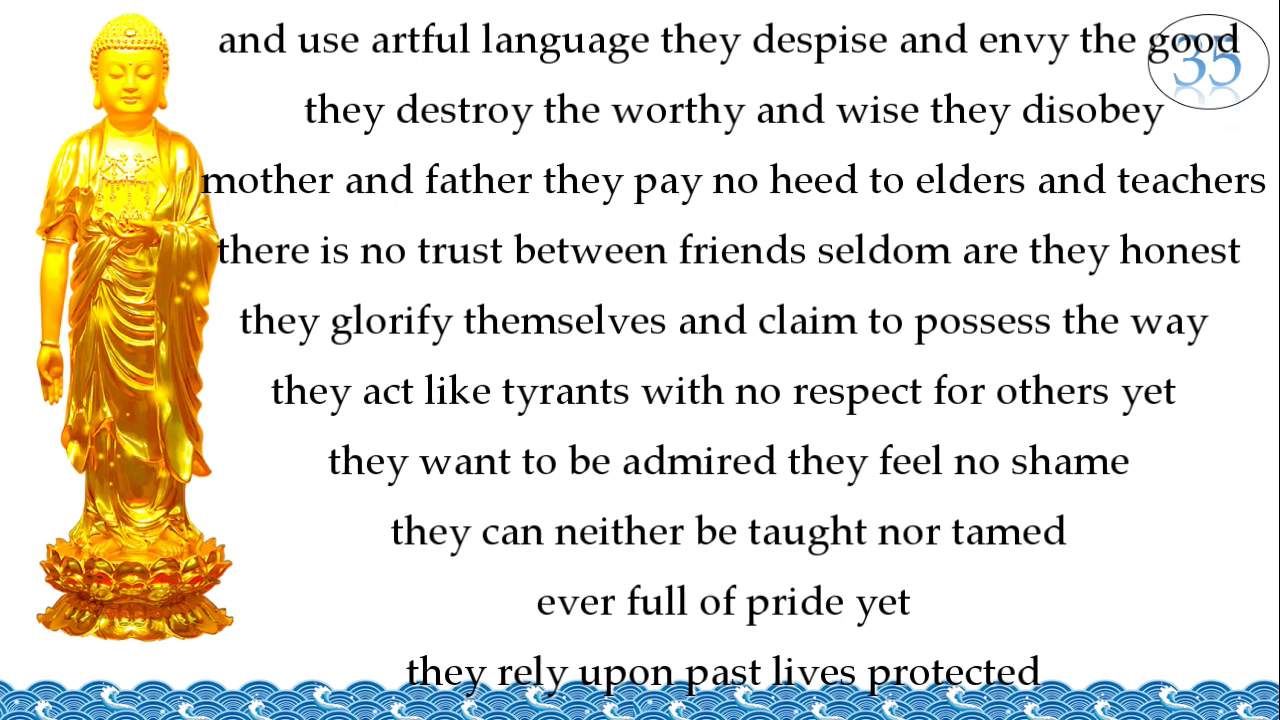 and use artful language they despise and envy the good
35
they destroy the worthy and wise they disobey
mother and father they pay no heed to elders and teachers
there is no trust between friends seldom are they honest
they glorify themselves and claim to possess the way
they act like tyrants with no respect for others yet
they want to be admired they feel no shame
they can neither be taught nor tamed
ever full of pride yet
they rely upon past lives protected